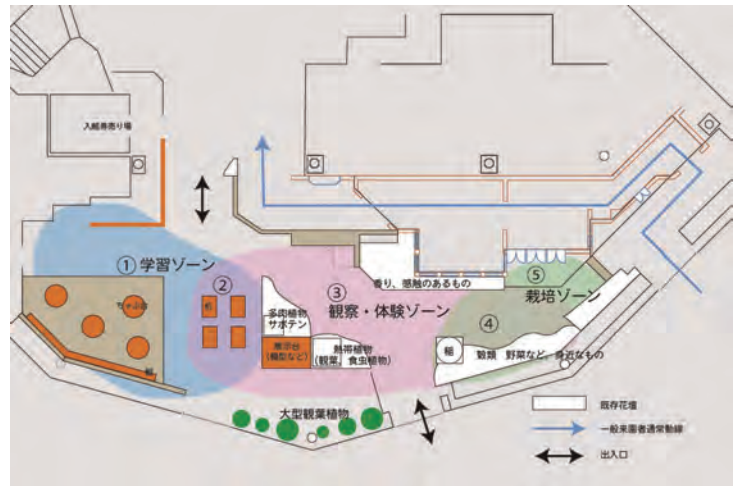 入館券売り場
① 学習ゾーン
ちゃぶ台
②
机
③
観察・体験ゾーン
多肉植物
サボテン
展示台
(模型など)
熱帯植物
(観葉、食虫植物)
香り、感触のあるもの
⑤
栽培ゾーン
④
穀類 野菜など、身近なもの
大型観葉植物
既存花壇
一般来園者通常動線
出入口